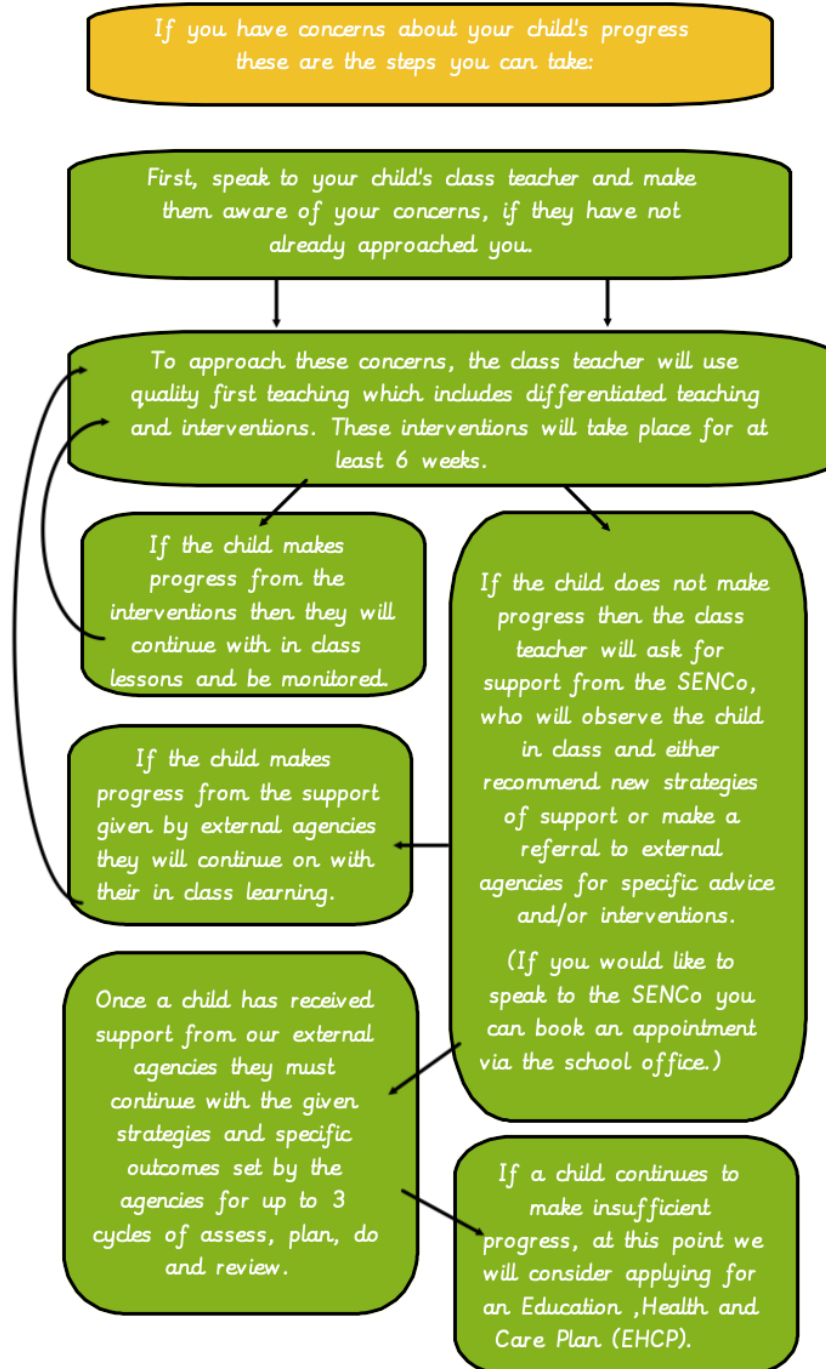 If you have concerns about your child's progress
these are the steps you can take:
First, speak to your child's class teacher and make
them aware of your concerns, if they have not
already approached you.
To approach these concerns, the class teacher will use
quality first teaching which includes differentiated teaching
and interventions. These interventions will take place for at
least 6 weeks.
If the child makes
progress from the
interventions then they will
continue with in class
lessons and be monitored.
If the child does not make
progress then the class
teacher will ask for
support from the SENCo,
who will observe the child
in class and either
recommend new strategies
of support or make a
referral to external
agencies for specific advice
and/or interventions.
(If you would like to
speak to the SENCo you
can book an appointment
via the school office.)
If the child makes
progress from the support
given by external agencies
they will continue on with
their in class learning.
Once a child has received
support from our external
agencies they must
continue with the given
strategies and specific
outcomes set by the
agencies for up to 3
cycles of assess, plan, do
and review.
If a child continues to
make insufficient
progress, at this point we
will consider applying for
an Education ,Health and
Care Plan (EHCP).